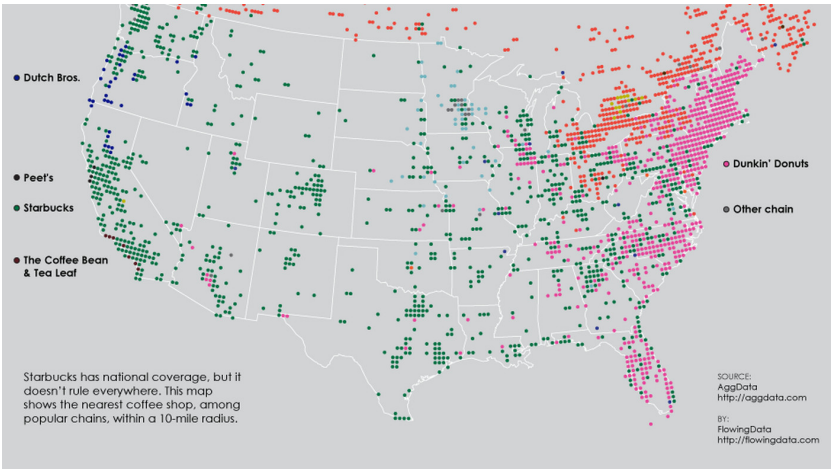 Dutch Bros.
Peet's
Starbucks
The Coffee Bean
& Tea Leaf
Dunkin' Donuts
Other chain
Starbucks has national coverage, but it
doesn't rule everywhere. This map
shows the nearest coffee shop, among
popular chains, within a 10-mile radius.
SOURCE:
AggData
http://aggdata.com
BY:
FlowingData
http://flowingdata.com